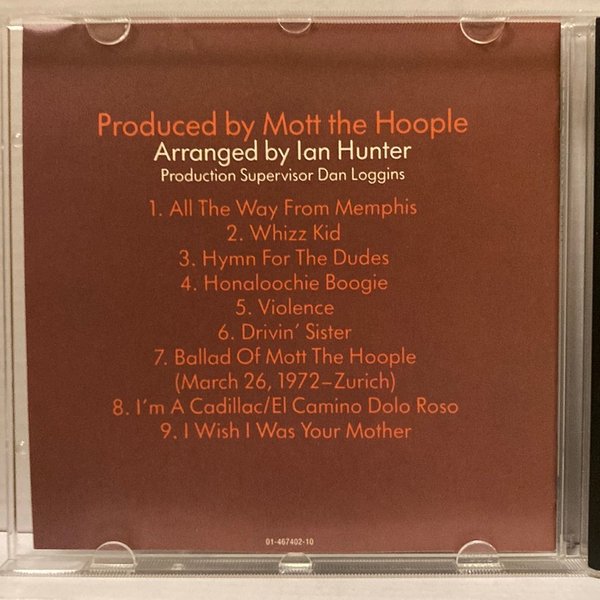 Produced by Mott the Hoople
Arranged by Ian Hunter
Production Supervisor Dan Loggins
1. All The Way From Memphis
2. Whizz Kid
3. Hymn For The Dudes
4. Honaloochie Boogie
5. Violence
6. Drivin’ Sister
7. Ballad Of Mott The Hoople
(March 26, 1972–Zurich)
8. I’m A Cadillac/El Camino Dolo Roso
9. I Wish I Was Your Mother
01-467402-10